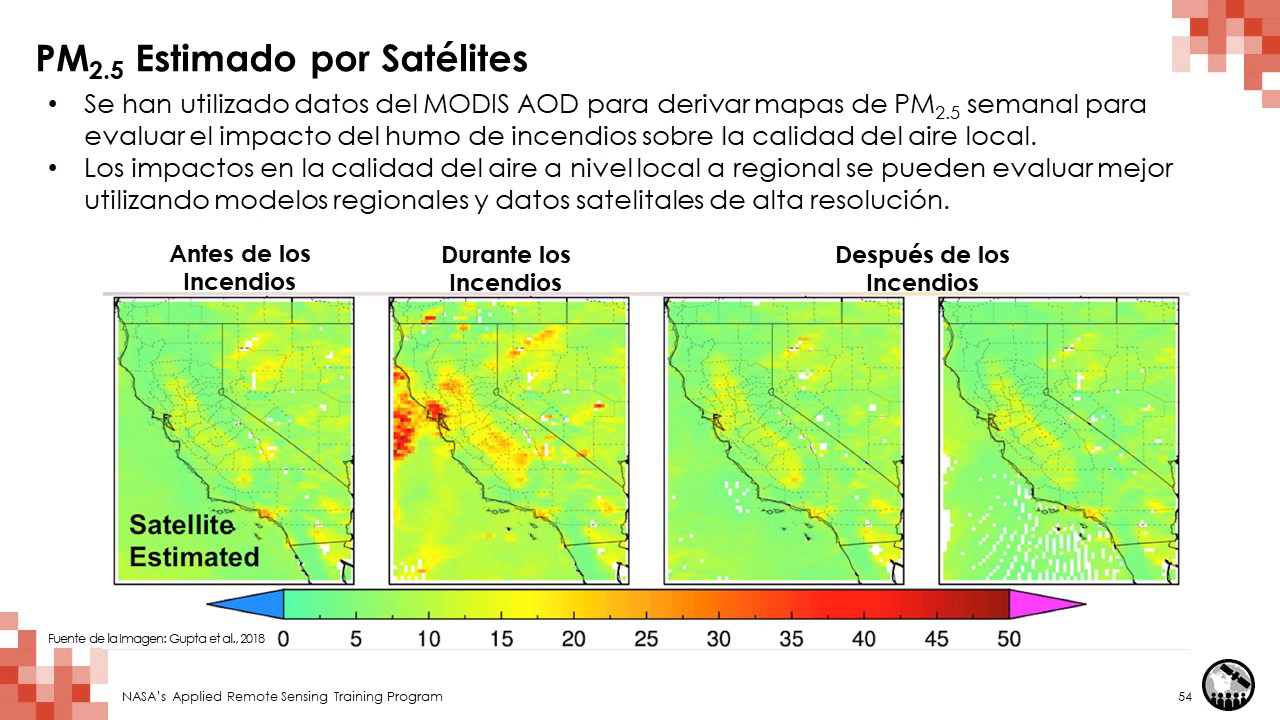 PM2.5 Estimado por Satélites
• Se han utilizado datos del MODIS AOD para derivar mapas de PM2.5 semanal para
evaluar el impacto del humo de incendios sobre la calidad del aire local.
• Los impactos en la calidad del aire a nivel local a regional se pueden evaluar mejor
utilizando modelos regionales y datos satelitales de alta resolución.
Antes de los
Incendios
Durante los
Incendios
Después de los
Incendios
Satellite
Estimated
0 5 10 15 20 25 30 35 40 45 50
Fuente de la Imagen: Gupta et al., 2018
NASA's Applied Remote Sensing Training Program
54